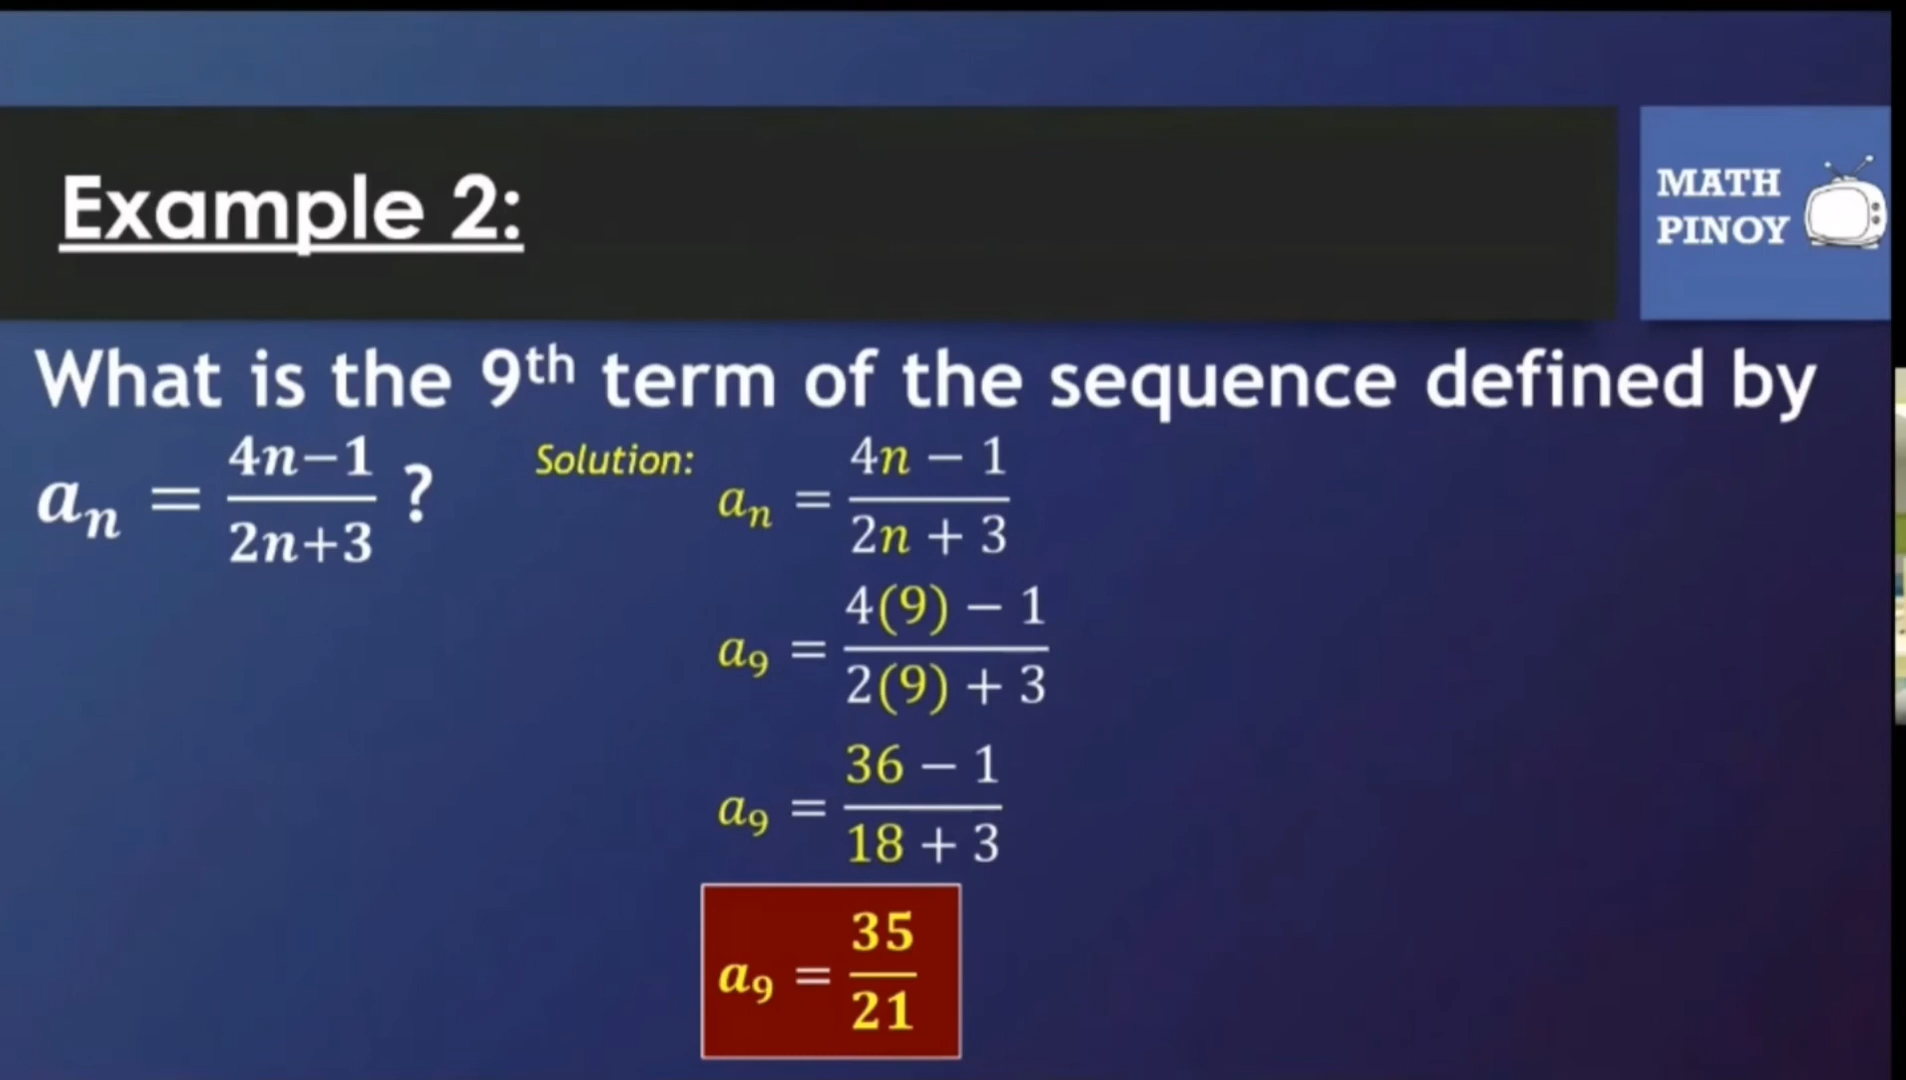 Example 2:
MATH
PINOY
What is the 9th term of the sequence defined by
aₙ = (4n−1)/(2n+3) ?
Solution:
aₙ = (4n − 1)/(2n + 3)
a₉ = (4(9) − 1)/(2(9) + 3)
a₉ = (36 − 1)/(18 + 3)
a₉ = 35/21